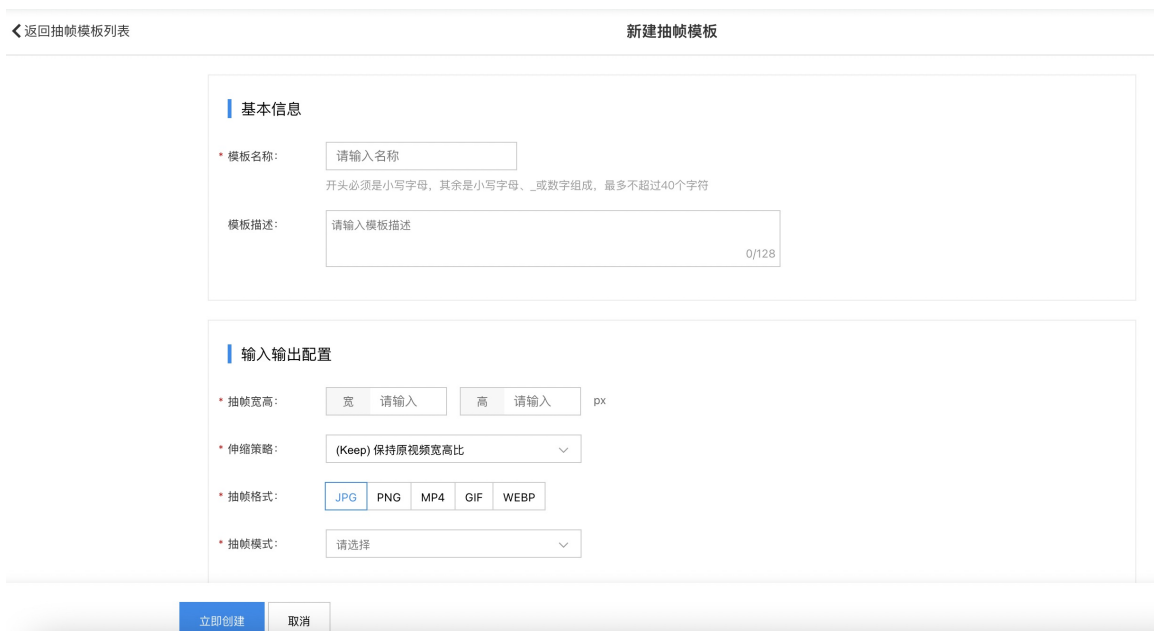 返回抽帧模板列表
新建抽帧模板
基本信息
* 模板名称:
请输入名称
开头必须是小写字母，其余是小写字母、_或数字组成，最多不超过40个字符
模板描述:
请输入模板描述
0/128
输入输出配置
* 抽帧宽高: 宽 请输入 高 请输入 px
* 伸缩策略: (Keep) 保持原视频宽高比
* 抽帧格式: JPG PNG MP4 GIF WEBP
* 抽帧模式: 请选择
立即创建 取消